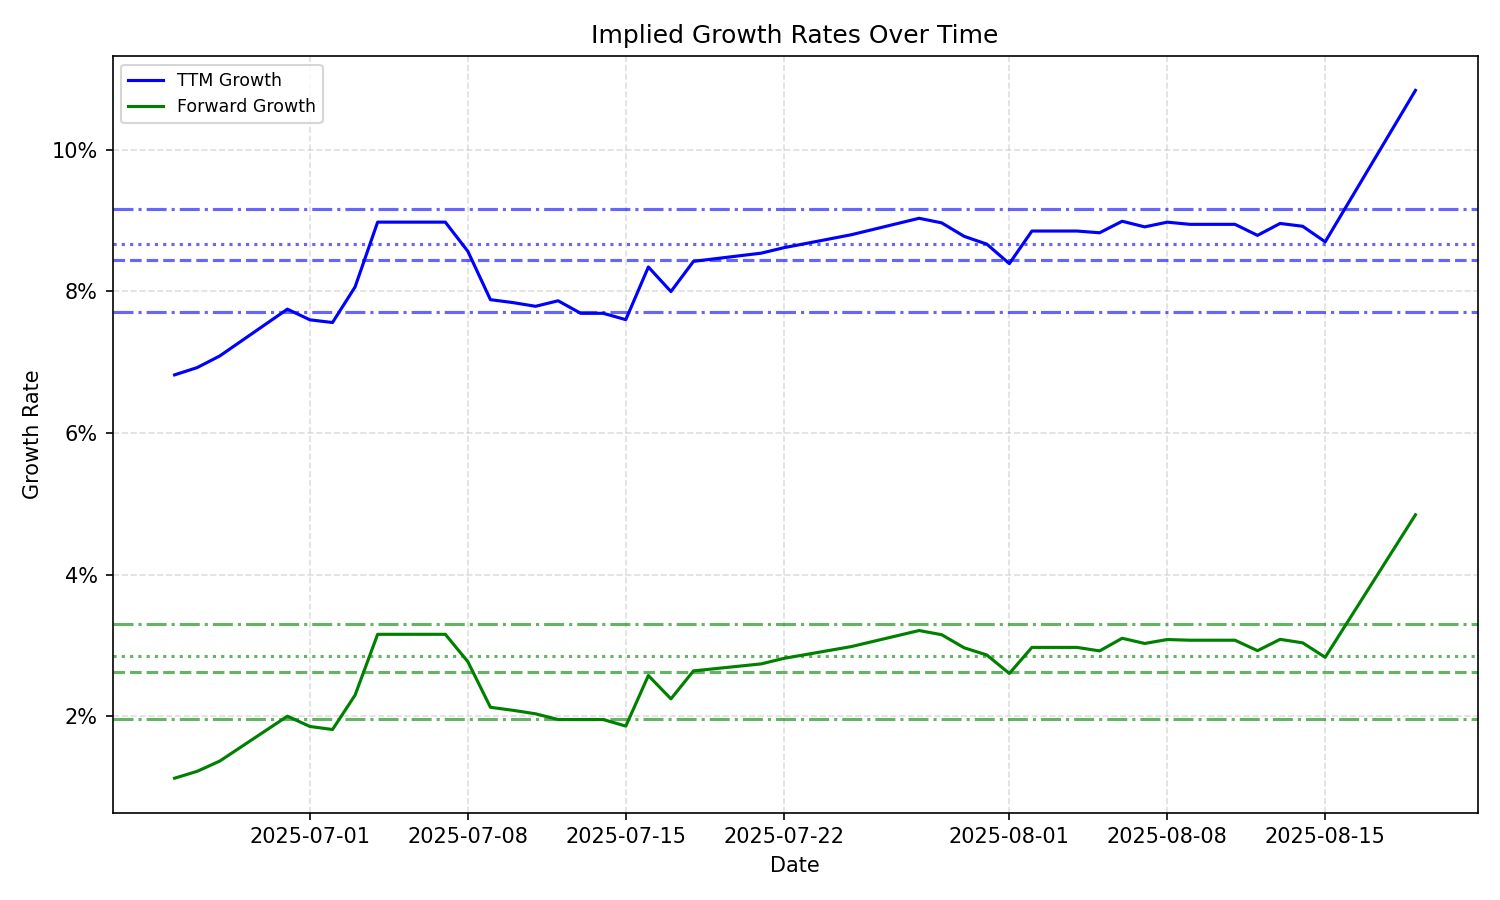 Implied Growth Rates Over Time
TTM Growth
Forward Growth
10%
8%
6%
4%
2%
Growth Rate
2025-07-01 2025-07-08 2025-07-15 2025-07-22 2025-08-01 2025-08-08 2025-08-15
Date